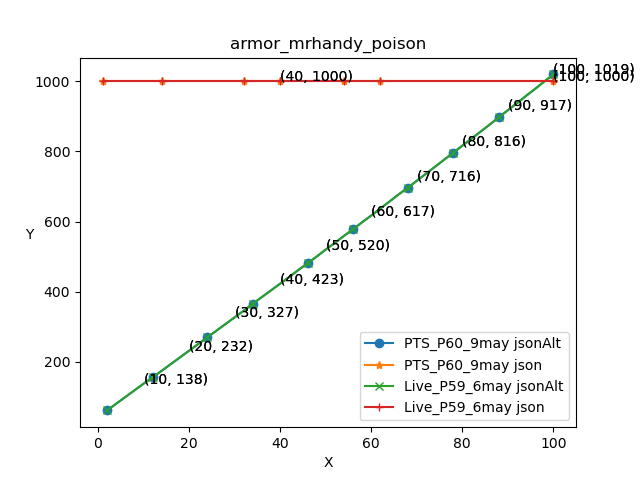 armor_mrhandy_poison
(100, 1019)
(100, 1000)
(40, 1000)
(90, 917)
(80, 816)
(70, 716)
(60, 617)
(50, 520)
(40, 423)
(30, 327)
(20, 232)
(10, 138)
1000
800
600
400
200
Y
0 20 40 60 80 100
X
PTS_P60_9may jsonAlt
PTS_P60_9may json
Live_P59_6may jsonAlt
Live_P59_6may json